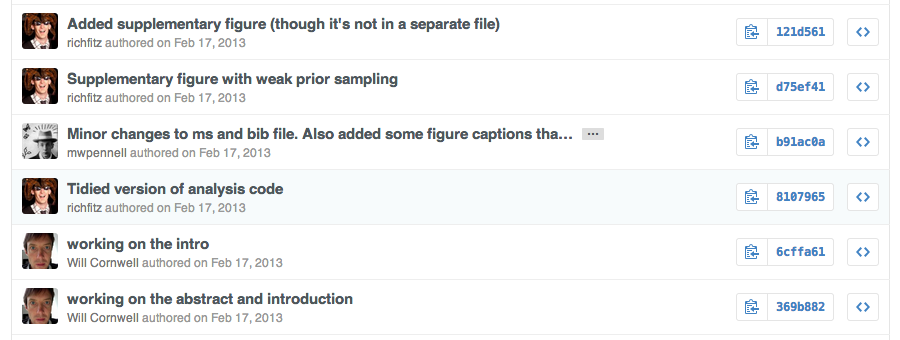 Added supplementary figure (though it's not in a separate file)
richfitz authored on Feb 17, 2013
121d561
Supplementary figure with weak prior sampling
richfitz authored on Feb 17, 2013
d75ef41
Minor changes to ms and bib file. Also added some figure captions tha… ...
mwpennell authored on Feb 17, 2013
b91ac0a
Tidied version of analysis code
richfitz authored on Feb 17, 2013
8107965
working on the intro
Will Cornwell authored on Feb 17, 2013
6cffa61
working on the abstract and introduction
Will Cornwell authored on Feb 17, 2013
369b882